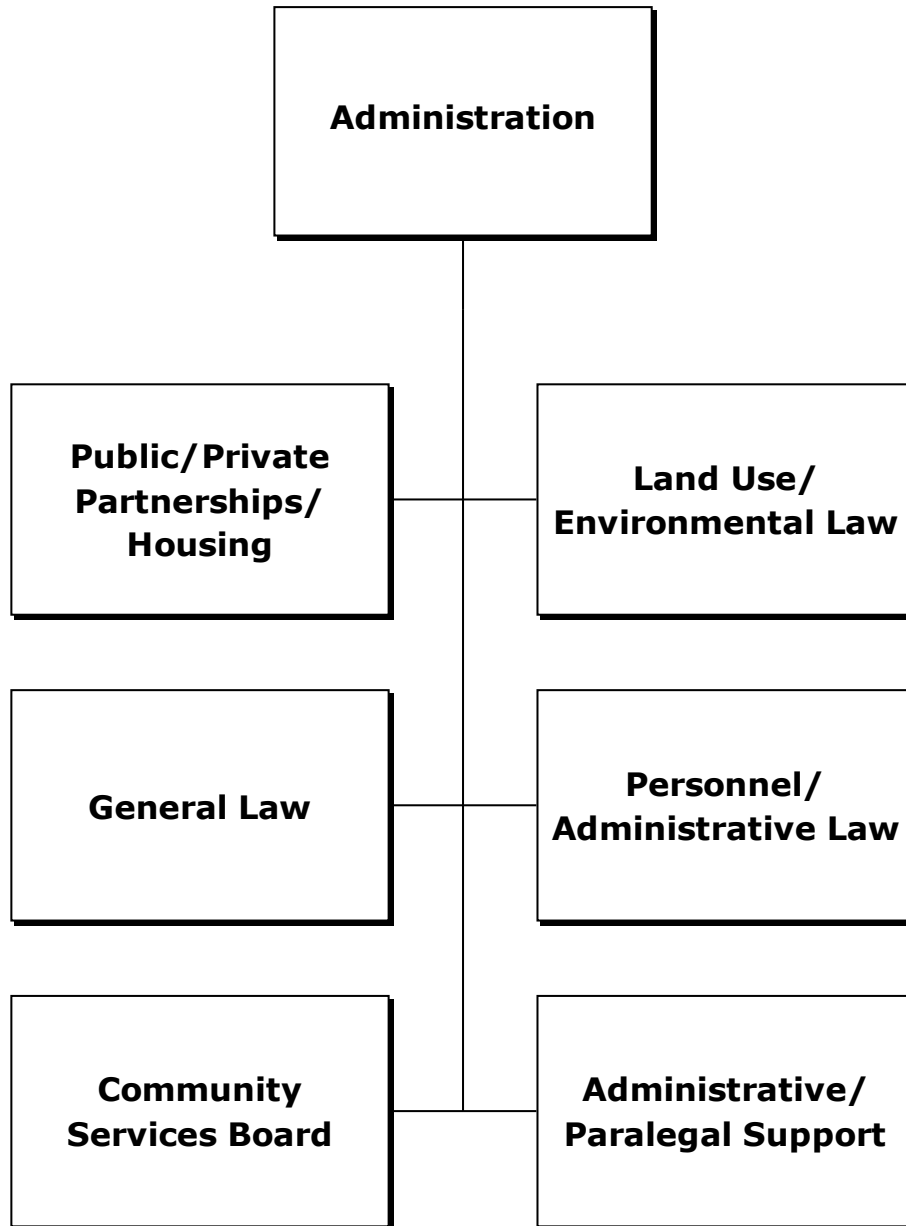 Administration
Public/Private
Partnerships/
Housing
Land Use/
Environmental Law
General Law
Personnel/
Administrative Law
Community
Services Board
Administrative/
Paralegal Support